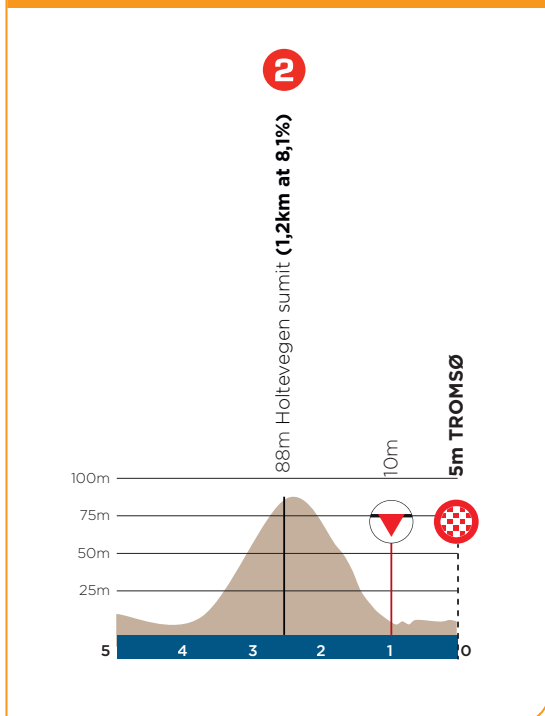 2
88m Holtevegen sumit (1,2km at 8,1%)
10m
5m TROMSØ
100m
75m
50m
25m
5 4 3 2 1 0